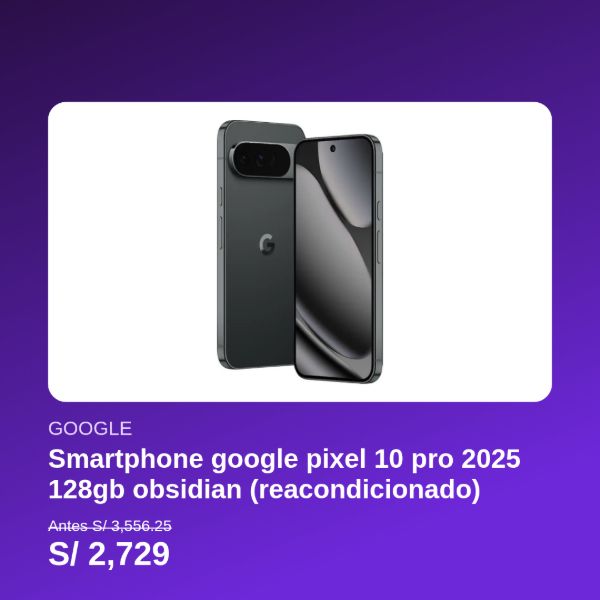 GOOGLE
Smartphone google pixel 10 pro 2025
128gb obsidian (reacondicionado)
Antes S/ 3,556.25
S/ 2,729